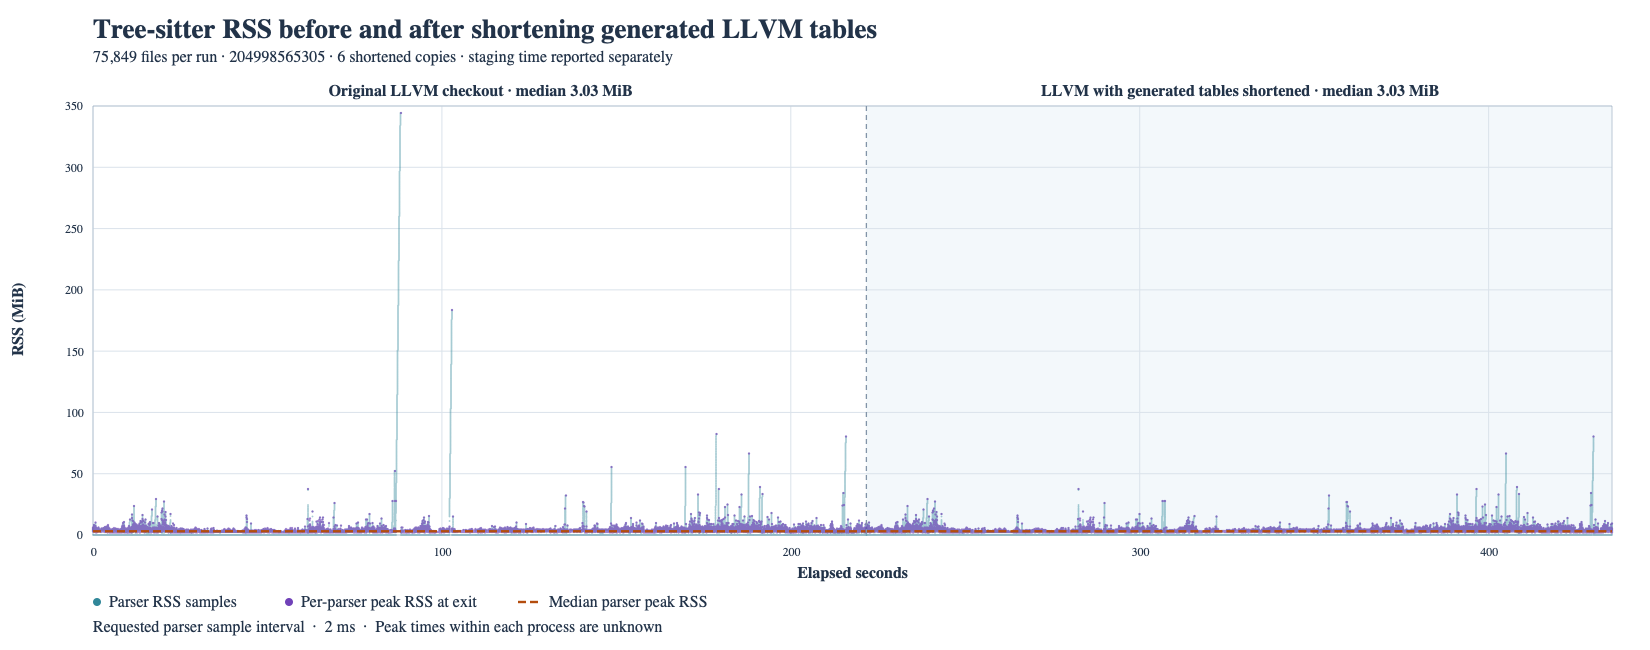 Tree-sitter RSS before and after shortening generated LLVM tables
75,849 files per run · 204998565305 · 6 shortened copies · staging time reported separately
Original LLVM checkout · median 3.03 MiB
LLVM with generated tables shortened · median 3.03 MiB
350
300
250
200
150
100
50
0
RSS (MiB)
0
100
200
300
400
Elapsed seconds
Parser RSS samples
Per-parser peak RSS at exit
Median parser peak RSS
Requested parser sample interval · 2 ms · Peak times within each process are unknown